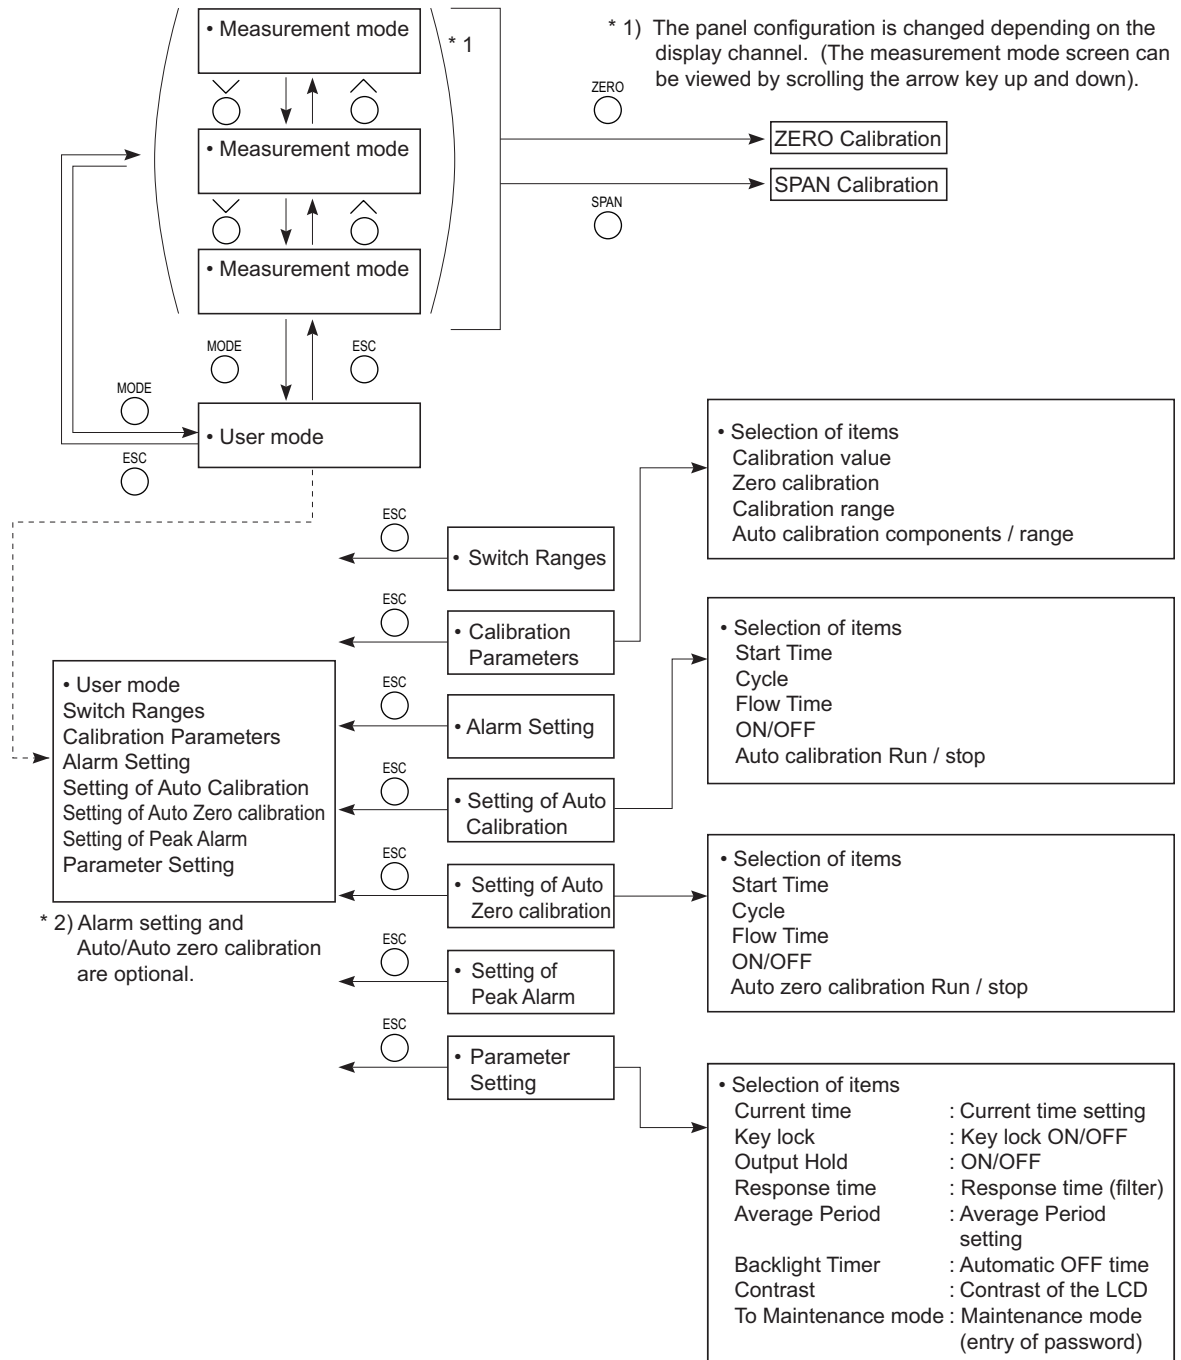 • Measurement mode
* 1
* 1) The panel configuration is changed depending on the
display channel. (The measurement mode screen can
be viewed by scrolling the arrow key up and down).
ZERO
ZERO Calibration
• Measurement mode
SPAN Calibration
SPAN
• Measurement mode
MODE
ESC
MODE
• User mode
ESC
• Selection of items
Calibration value
Zero calibration
Calibration range
Auto calibration components / range
ESC
• Switch Ranges
ESC
• Calibration
Parameters
• Selection of items
Start Time
Cycle
Flow Time
ON/OFF
Auto calibration Run / stop
• User mode
Switch Ranges
Calibration Parameters
Alarm Setting
Setting of Auto Calibration
Setting of Auto Zero calibration
Setting of Peak Alarm
Parameter Setting
ESC
• Alarm Setting
ESC
• Setting of Auto
Calibration
ESC
• Setting of Auto
Zero calibration
• Selection of items
Start Time
Cycle
Flow Time
ON/OFF
Auto zero calibration Run / stop
* 2) Alarm setting and
Auto/Auto zero calibration
are optional.
ESC
• Setting of
Peak Alarm
ESC
• Parameter
Setting
• Selection of items
Current time : Current time setting
Key lock : Key lock ON/OFF
Output Hold : ON/OFF
Response time : Response time (filter)
Average Period : Average Period
setting
Backlight Timer : Automatic OFF time
Contrast : Contrast of the LCD
To Maintenance mode : Maintenance mode
(entry of password)